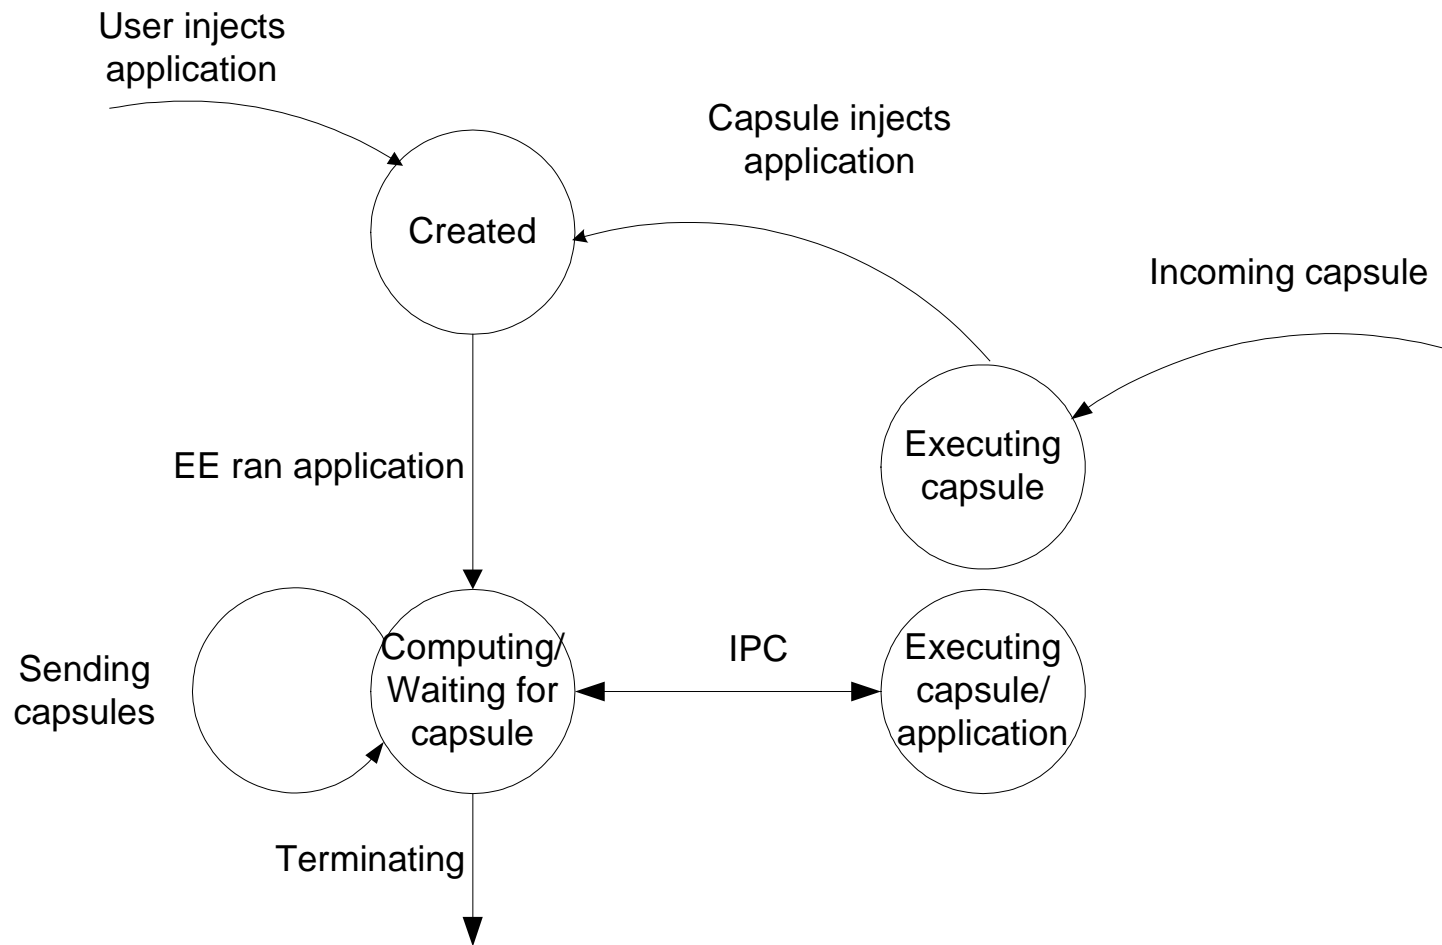 User injects
application
Capsule injects
application
Created
Incoming capsule
Executing
capsule
EE ran application
Sending
capsules
Computing/
Waiting for
capsule
IPC
Executing
capsule/
application
Terminating